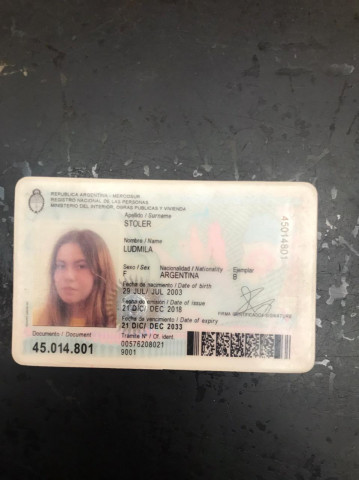 REPUBLICA ARGENTINA - MERCOSUR
REGISTRO NACIONAL DE LAS PERSONAS
MINISTERIO DEL INTERIOR, OBRAS PUBLICAS Y VIVIENDA
Apellido / Surname
STOLER
Nombre / Name
LUDMILA
Sexo / Sex Nacionalidad / Nationality Ejemplar
F ARGENTINA B
Fecha de nacimiento / Date of birth
29 JUL/ JUL 2003
Fecha de emisión / Date of issue
21 DIC/ DEC 2018
Fecha de vencimiento / Date of expiry
21 DIC/ DEC 2033
FIRMA IDENTIFICADO / SIGNATURE
Documento / Document
45.014.801
Trámite Nº / Of. ident.
00576208021
9001
45014801